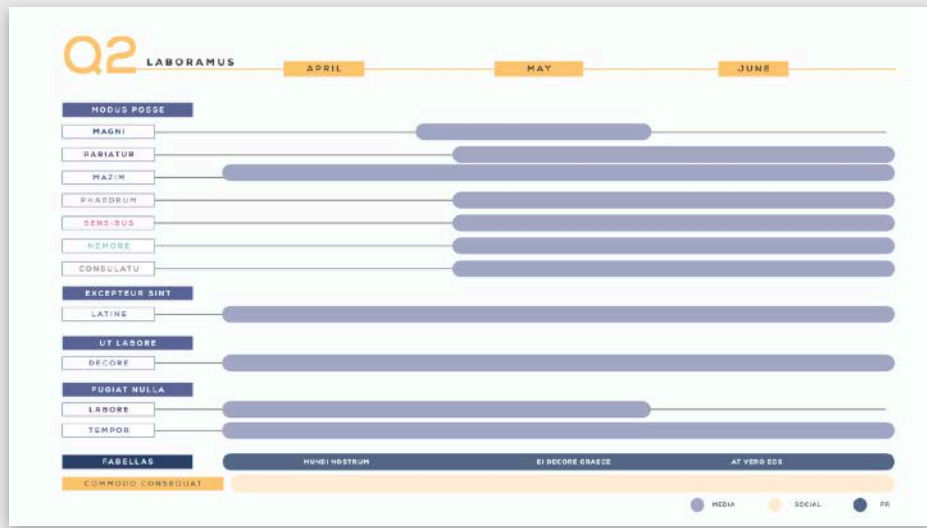 Q2 LABORAMUS
APRIL MAY JUNE
MODUS POSSE
MAGNI
PARIATUR
MAZIM
PHAEDRUM
SENSIBUS
NEMORE
CONSULATU
EXCEPTEUR SINT
LATINE
UT LABORE
DECORE
FUGIAT NULLA
LABORE
TEMPOR
FABELLAS MUNDI NOSTRUM EI DECORE GRAECE AT VERO EOS
COMMODO CONSEQUAT
MEDIA SOCIAL PR